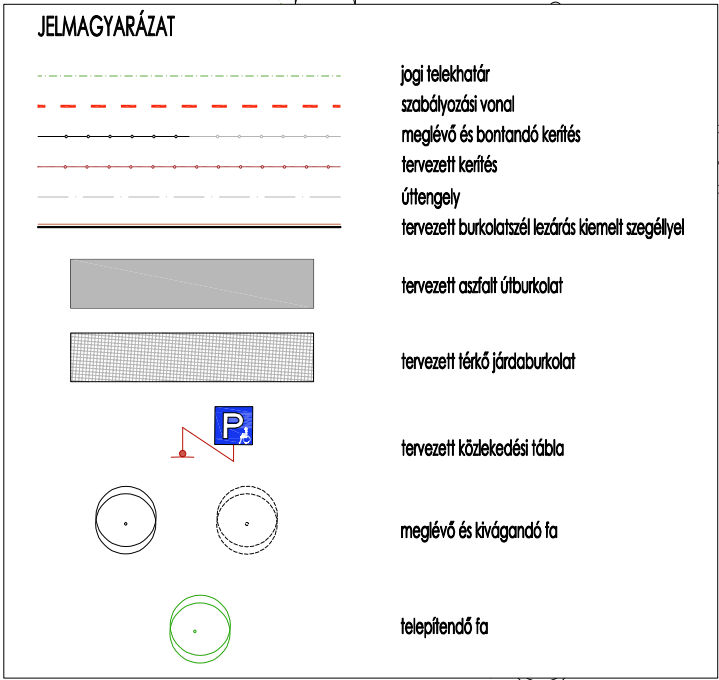 JELMAGYARÁZAT
jogi telekhatár
szabályozási vonal
meglévő és bontandó kerítés
tervezett kerítés
úttengely
tervezett burkolatszél lezárás kiemelt szegéllyel
tervezett aszfalt útburkolat
tervezett térkő járdaburkolat
P
tervezett közlekedési tábla
meglévő és kivágandó fa
telepítendő fa